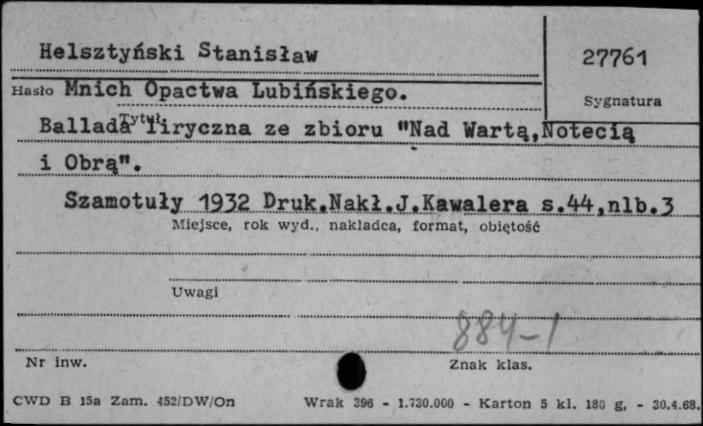 Helsztyński Stanisław
27761
Hasło Mnich Opactwa Lubińskiego.
Sygnatura
Tytuł
Ballada liryczna ze zbioru "Nad Wartą,Notecią
i Obrą".
Szamotuły 1932 Druk.Nakł.J.Kawalera s.44,nlb.3
Miejsce, rok wyd., nakładca, format, objętość
Uwagi
884-1
Nr inw.
Znak klas.
CWD B 15a Zam. 452/DW/On
Wrak 396 - 1.730.000 - Karton 5 kl. 180 g, - 30.4.68.